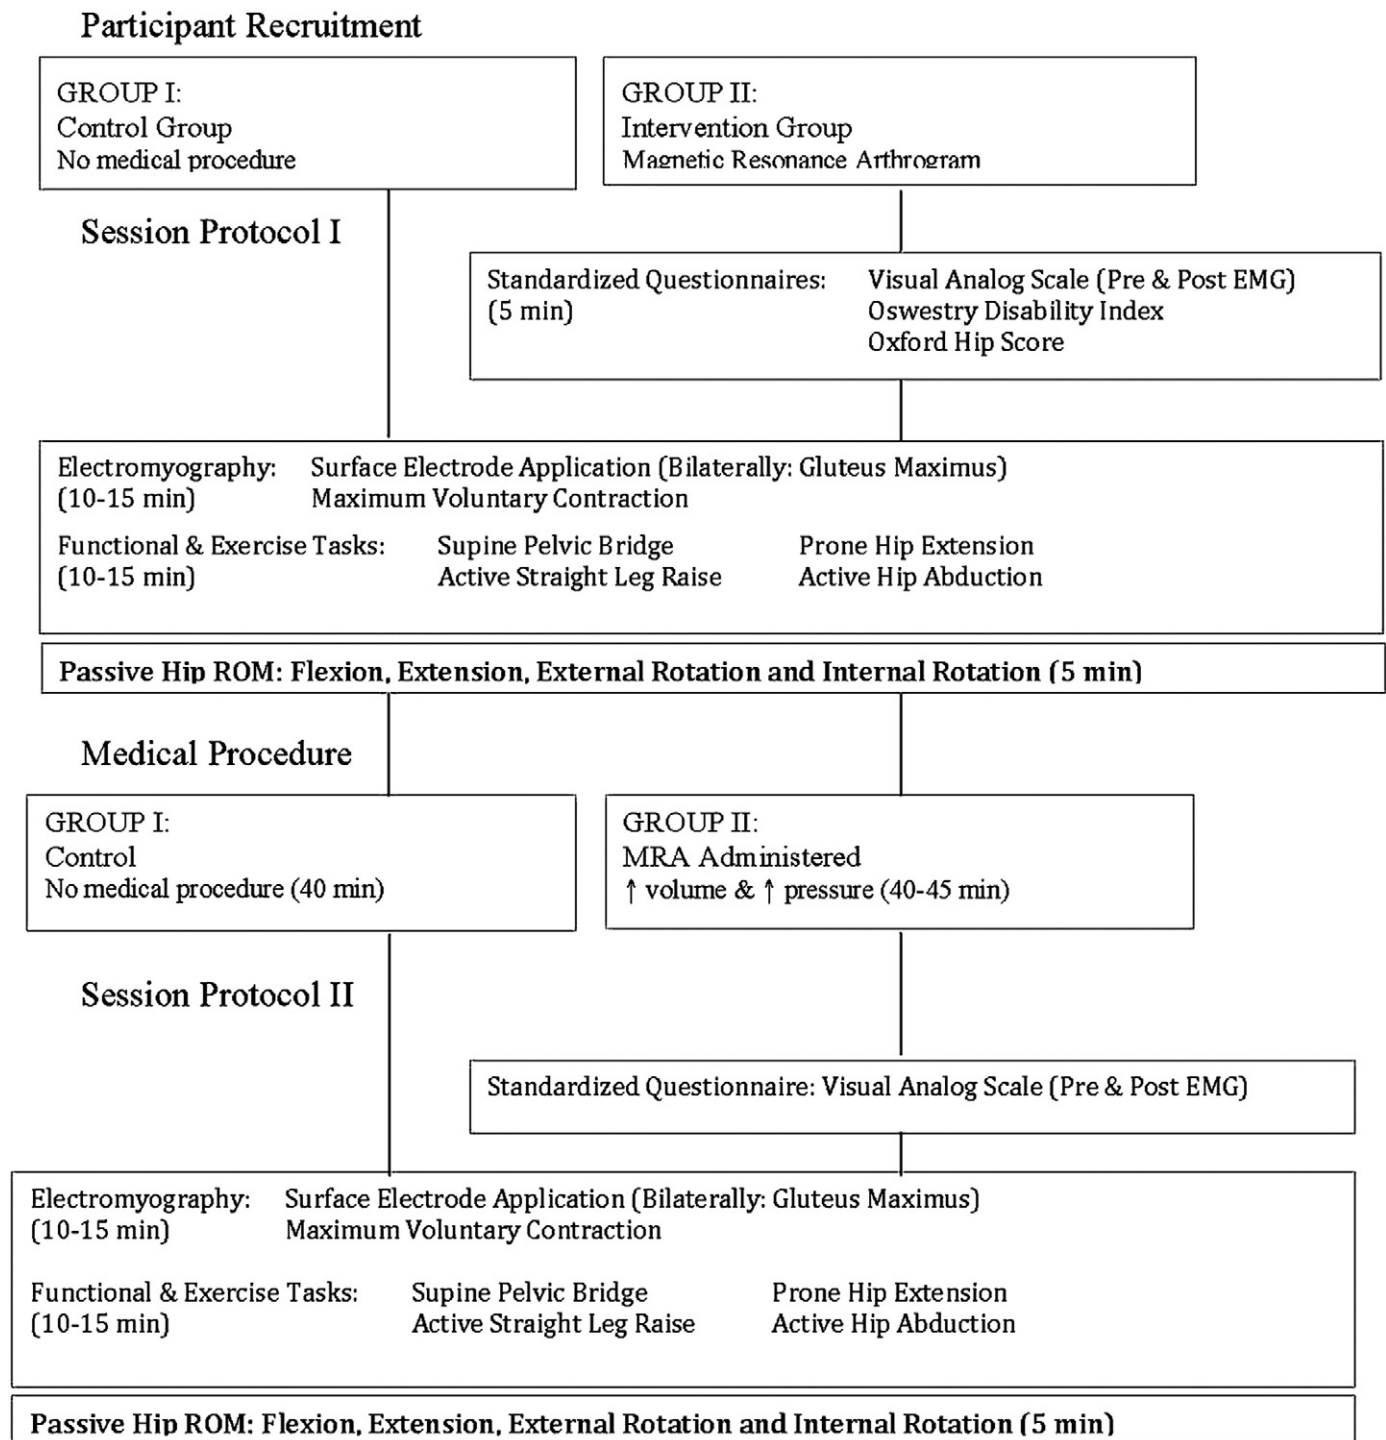 Participant Recruitment
GROUP I:
Control Group
No medical procedure
GROUP II:
Intervention Group
Magnetic Resonance Arthrogram
Session Protocol I
Standardized Questionnaires: Visual Analog Scale (Pre & Post EMG)
(5 min) Oswestry Disability Index
Oxford Hip Score
Electromyography: Surface Electrode Application (Bilaterally: Gluteus Maximus)
(10-15 min) Maximum Voluntary Contraction
Functional & Exercise Tasks: Supine Pelvic Bridge Prone Hip Extension
(10-15 min) Active Straight Leg Raise Active Hip Abduction
Passive Hip ROM: Flexion, Extension, External Rotation and Internal Rotation (5 min)
Medical Procedure
GROUP I:
Control
No medical procedure (40 min)
GROUP II:
MRA Administered
↑ volume & ↑ pressure (40-45 min)
Session Protocol II
Standardized Questionnaire: Visual Analog Scale (Pre & Post EMG)
Electromyography: Surface Electrode Application (Bilaterally: Gluteus Maximus)
(10-15 min) Maximum Voluntary Contraction
Functional & Exercise Tasks: Supine Pelvic Bridge Prone Hip Extension
(10-15 min) Active Straight Leg Raise Active Hip Abduction
Passive Hip ROM: Flexion, Extension, External Rotation and Internal Rotation (5 min)